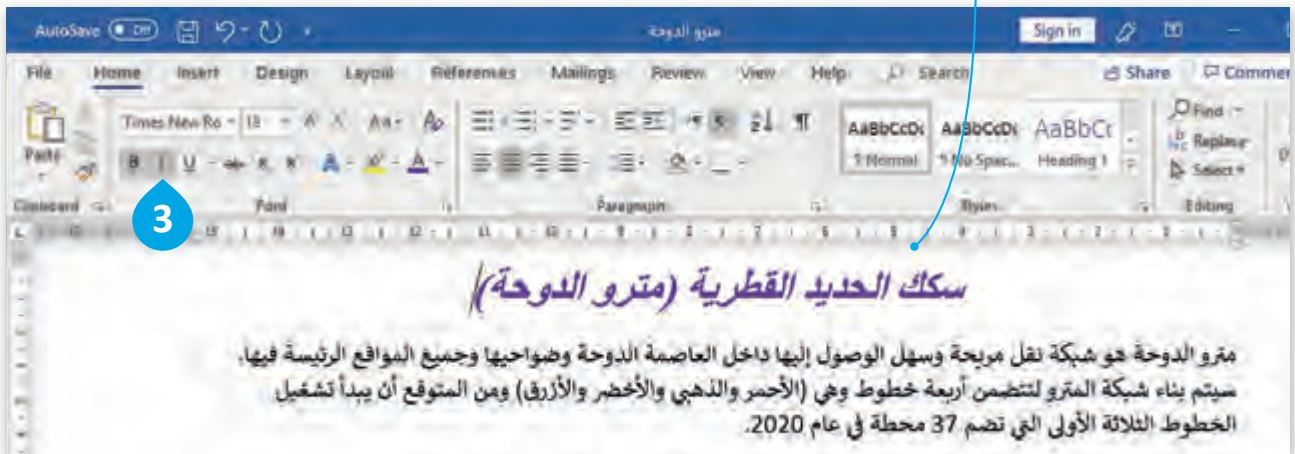 AutoSave Off مترو الدوحة Sign in
File Home Insert Design Layout References Mailings Review View Help Search Share Commer
Paste Times New Ro 18 Aa B I U ab AaBbCcDc AaBbCcDc AaBbCc Find
¶ Normal ¶ No Spac... Heading 1 Replace
Select
Clipboard Font Paragraph Styles Editing
3
سكك الحديد القطرية (مترو الدوحة)
مترو الدوحة هو شبكة نقل مريحة وسهل الوصول إليها داخل العاصمة الدوحة وضواحيها وجميع المواقع الرئيسة فيها.
سيتم بناء شبكة المترو لتتضمن أربعة خطوط وهي (الأحمر والذهبي والأخضر والأزرق) ومن المتوقع أن يبدأ تشغيل
الخطوط الثلاثة الأولى التي تضم 37 محطة في عام 2020.